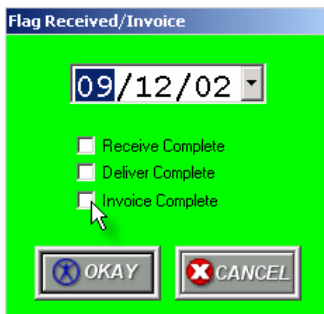 Flag Received/Invoice
09/12/02
Receive Complete
Deliver Complete
Invoice Complete
OKAY
CANCEL